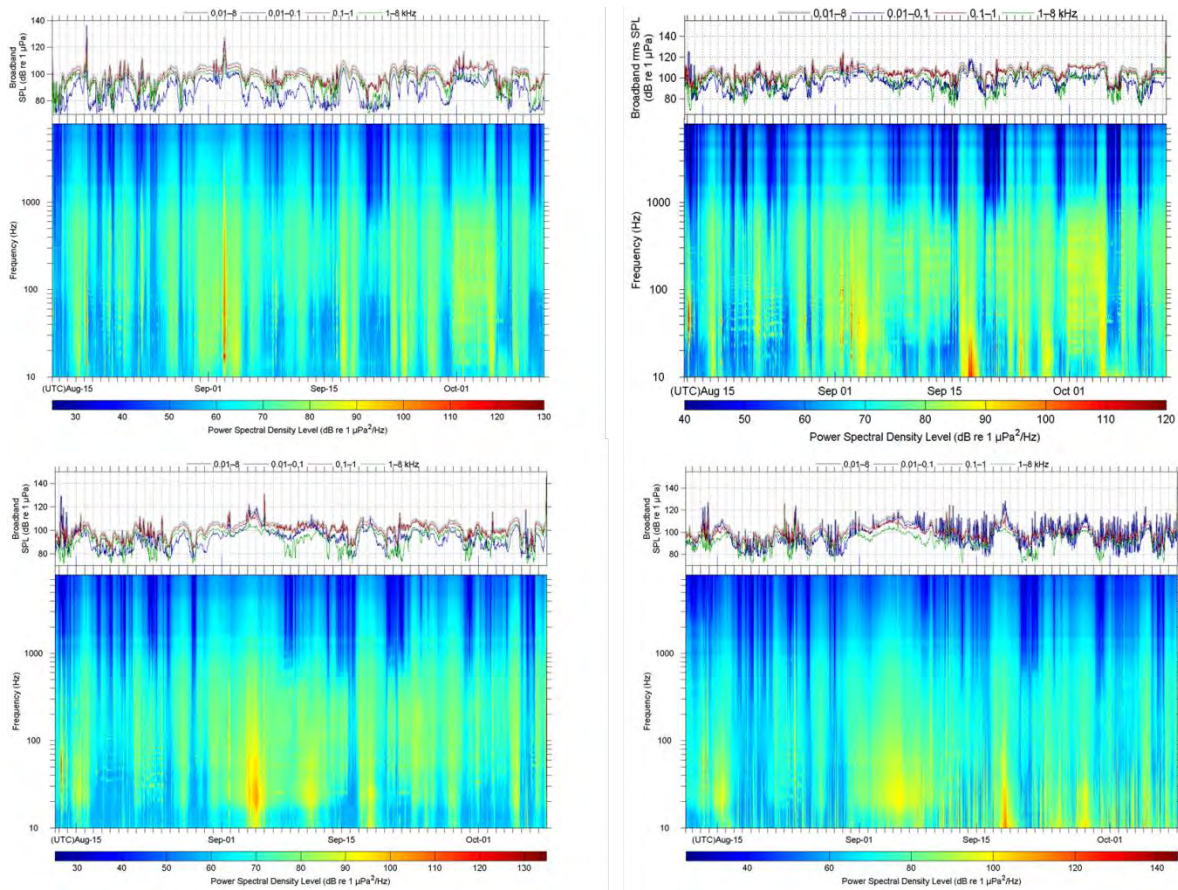 0.01–8 0.01–0.1 0.1–1 1–8 kHz
140
120
100
80
Broadband
SPL (dB re 1 µPa)
1000
100
10
Frequency (Hz)
(UTC)Aug-15 Sep-01 Sep-15 Oct-01
30 40 50 60 70 80 90 100 110 120 130
Power Spectral Density Level (dB re 1 µPa²/Hz)
0.01–8 0.01–0.1 0.1–1 1–8 kHz
140
120
100
80
Broadband rms SPL
(dB re 1 µPa)
1000
100
10
Frequency (Hz)
(UTC)Aug 15 Sep 01 Sep 15 Oct 01
40 50 60 70 80 90 100 110 120
Power Spectral Density Level (dB re 1 µPa²/Hz)
0.01–8 0.01–0.1 0.1–1 1–8 kHz
140
120
100
80
Broadband
SPL (dB re 1 µPa)
1000
100
10
Frequency (Hz)
(UTC)Aug-15 Sep-01 Sep-15 Oct-01
30 40 50 60 70 80 90 100 110 120 130
Power Spectral Density Level (dB re 1 µPa²/Hz)
0.01–8 0.01–0.1 0.1–1 1–8 kHz
140
120
100
80
Broadband
SPL (dB re 1 µPa)
1000
100
10
Frequency (Hz)
(UTC)Aug-15 Sep-01 Sep-15 Oct-01
40 60 80 100 120 140
Power Spectral Density Level (dB re 1 µPa²/Hz)